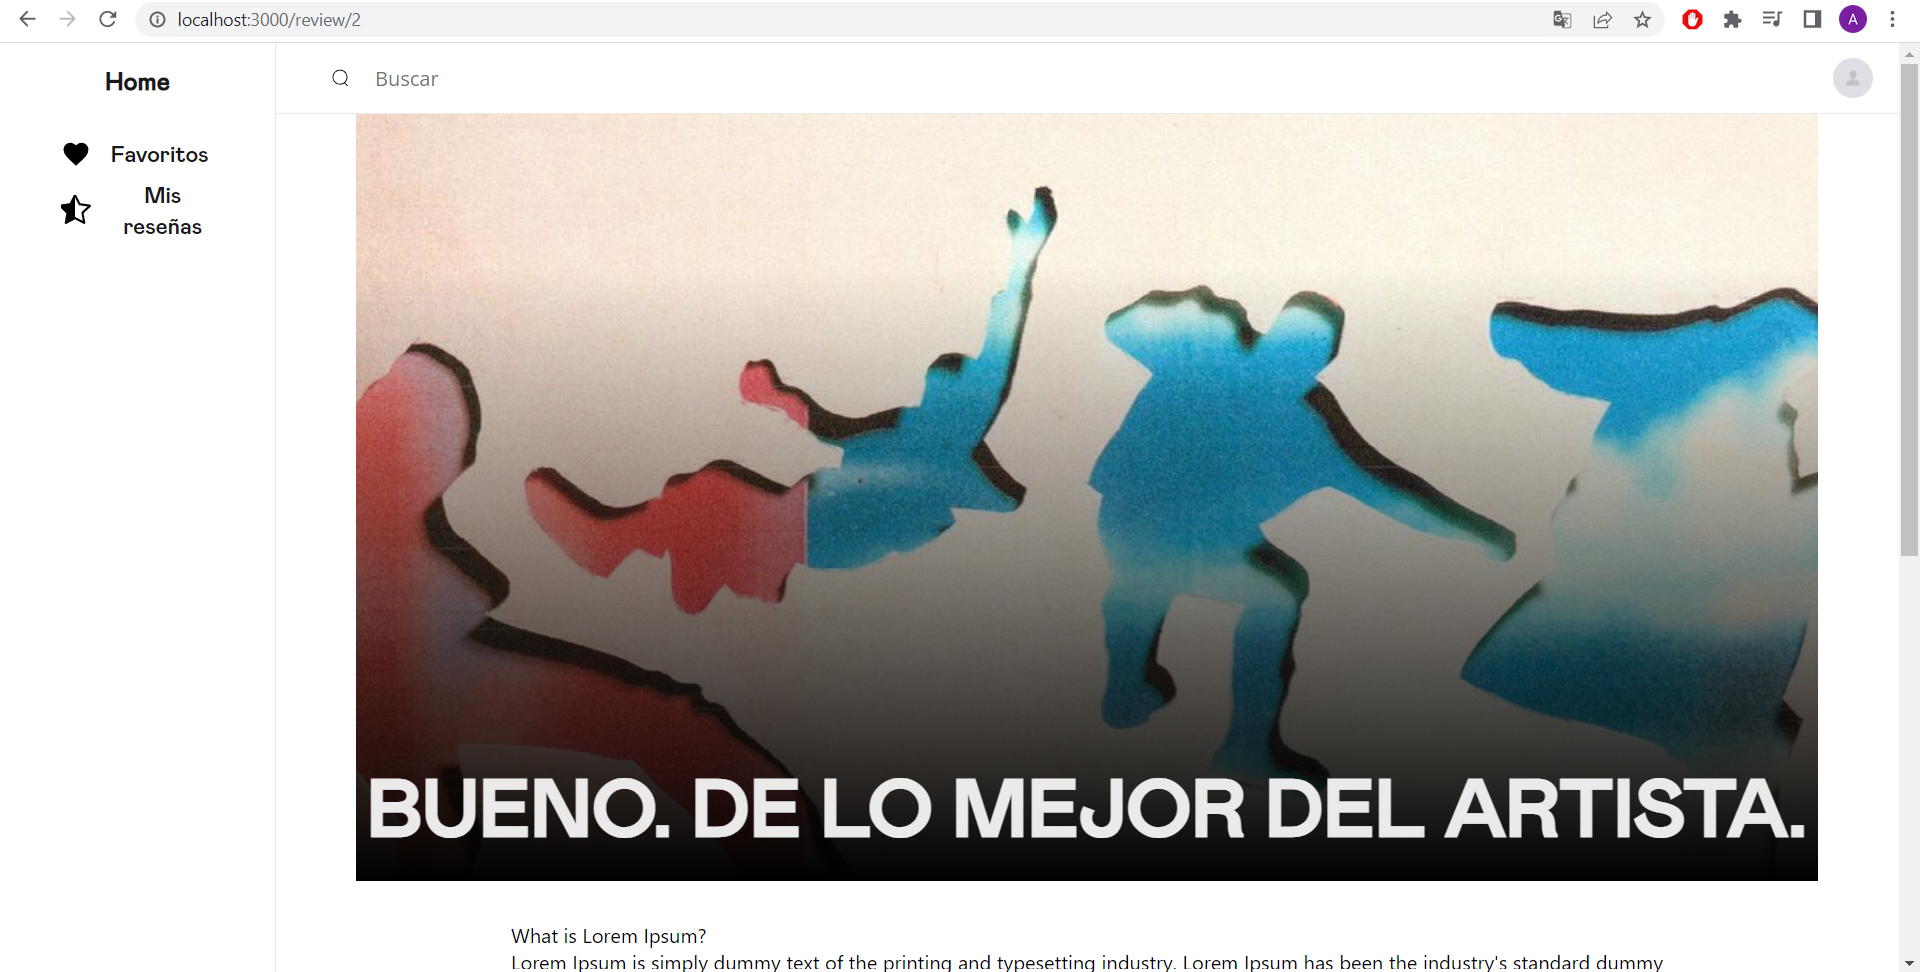 localhost:3000/review/2
A
Home
Buscar
Favoritos
Mis
reseñas
BUENO. DE LO MEJOR DEL ARTISTA.
What is Lorem Ipsum?
Lorem Ipsum is simply dummy text of the printing and typesetting industry. Lorem Ipsum has been the industry's standard dummy